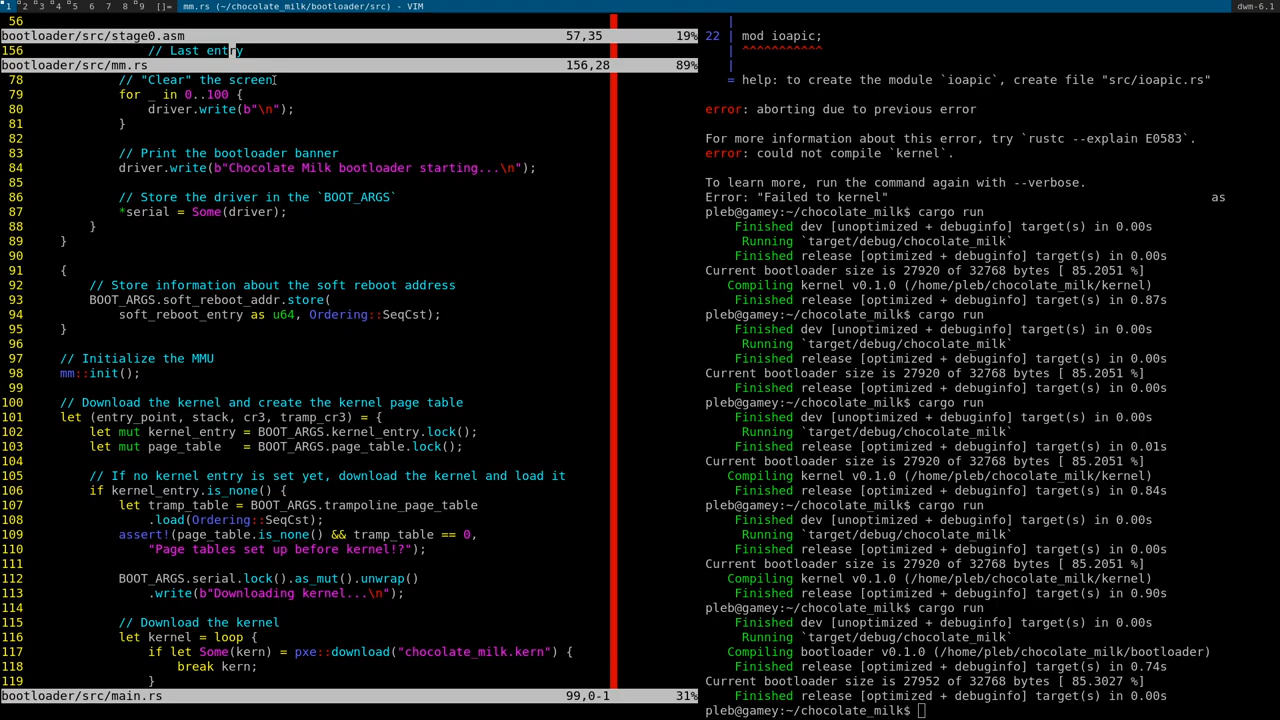 1 2 3 4 5 6 7 8 9 []= mm.rs (~/chocolate_milk/bootloader/src) - VIM dwm-6.1
56
bootloader/src/stage0.asm 57,35 19%
156 // Last entry
bootloader/src/mm.rs 156,28 89%
78 // "Clear" the screen
79 for _ in 0..100 {
80 driver.write(b"\n");
81 }
82
83 // Print the bootloader banner
84 driver.write(b"Chocolate Milk bootloader starting...\n");
85
86 // Store the driver in the `BOOT_ARGS`
87 *serial = Some(driver);
88 }
89 }
90
91 {
92 // Store information about the soft reboot address
93 BOOT_ARGS.soft_reboot_addr.store(
94 soft_reboot_entry as u64, Ordering::SeqCst);
95 }
96
97 // Initialize the MMU
98 mm::init();
99
100 // Download the kernel and create the kernel page table
101 let (entry_point, stack, cr3, tramp_cr3) = {
102 let mut kernel_entry = BOOT_ARGS.kernel_entry.lock();
103 let mut page_table = BOOT_ARGS.page_table.lock();
104
105 // If no kernel entry is set yet, download the kernel and load it
106 if kernel_entry.is_none() {
107 let tramp_table = BOOT_ARGS.trampoline_page_table
108 .load(Ordering::SeqCst);
109 assert!(page_table.is_none() && tramp_table == 0,
110 "Page tables set up before kernel!?");
111
112 BOOT_ARGS.serial.lock().as_mut().unwrap()
113 .write(b"Downloading kernel...\n");
114
115 // Download the kernel
116 let kernel = loop {
117 if let Some(kern) = pxe::download("chocolate_milk.kern") {
118 break kern;
119 }
bootloader/src/main.rs 99,0-1 31%
|
22 | mod ioapic;
| ^^^^^^^^^^^
|
= help: to create the module `ioapic`, create file "src/ioapic.rs"
error: aborting due to previous error
For more information about this error, try `rustc --explain E0583`.
error: could not compile `kernel`.
To learn more, run the command again with --verbose.
Error: "Failed to kernel" as
pleb@gamey:~/chocolate_milk$ cargo run
Finished dev [unoptimized + debuginfo] target(s) in 0.00s
Running `target/debug/chocolate_milk`
Finished release [optimized + debuginfo] target(s) in 0.00s
Current bootloader size is 27920 of 32768 bytes [ 85.2051 %]
Compiling kernel v0.1.0 (/home/pleb/chocolate_milk/kernel)
Finished release [optimized + debuginfo] target(s) in 0.87s
pleb@gamey:~/chocolate_milk$ cargo run
Finished dev [unoptimized + debuginfo] target(s) in 0.00s
Running `target/debug/chocolate_milk`
Finished release [optimized + debuginfo] target(s) in 0.00s
Current bootloader size is 27920 of 32768 bytes [ 85.2051 %]
Finished release [optimized + debuginfo] target(s) in 0.00s
pleb@gamey:~/chocolate_milk$ cargo run
Finished dev [unoptimized + debuginfo] target(s) in 0.00s
Running `target/debug/chocolate_milk`
Finished release [optimized + debuginfo] target(s) in 0.01s
Current bootloader size is 27920 of 32768 bytes [ 85.2051 %]
Compiling kernel v0.1.0 (/home/pleb/chocolate_milk/kernel)
Finished release [optimized + debuginfo] target(s) in 0.84s
pleb@gamey:~/chocolate_milk$ cargo run
Finished dev [unoptimized + debuginfo] target(s) in 0.00s
Running `target/debug/chocolate_milk`
Finished release [optimized + debuginfo] target(s) in 0.00s
Current bootloader size is 27920 of 32768 bytes [ 85.2051 %]
Compiling kernel v0.1.0 (/home/pleb/chocolate_milk/kernel)
Finished release [optimized + debuginfo] target(s) in 0.90s
pleb@gamey:~/chocolate_milk$ cargo run
Finished dev [unoptimized + debuginfo] target(s) in 0.00s
Running `target/debug/chocolate_milk`
Compiling bootloader v0.1.0 (/home/pleb/chocolate_milk/bootloader)
Finished release [optimized + debuginfo] target(s) in 0.74s
Current bootloader size is 27952 of 32768 bytes [ 85.3027 %]
Finished release [optimized + debuginfo] target(s) in 0.00s
pleb@gamey:~/chocolate_milk$